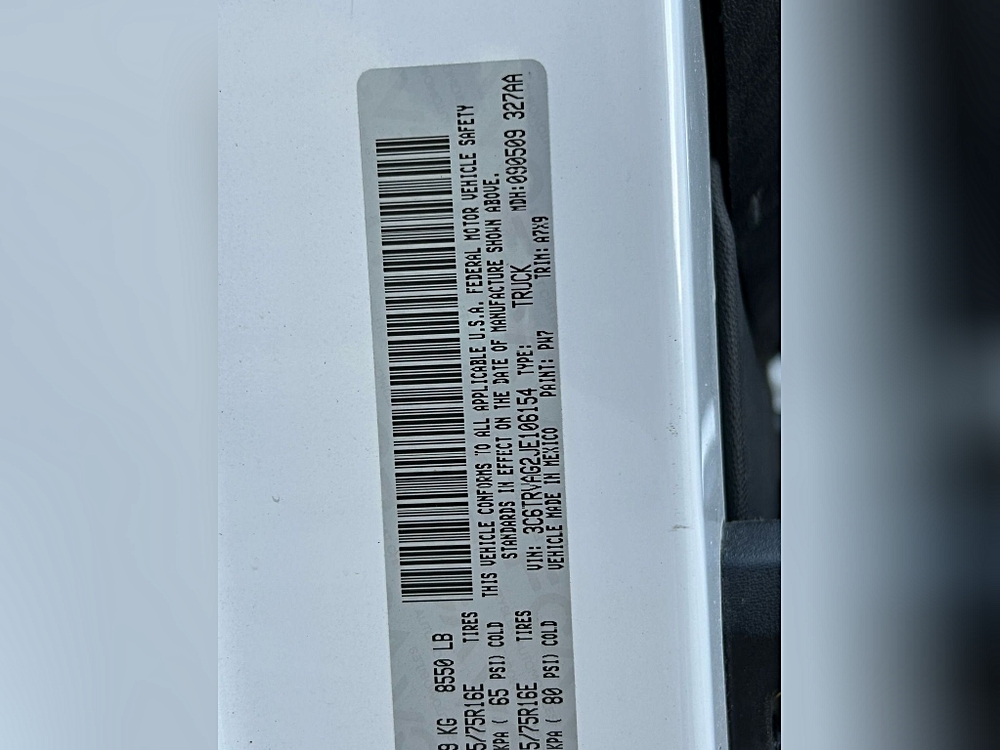 9 KG 8550 LB
5/75R16E TIRES
KPA ( 65 PSI) COLD
5/75R16E TIRES
KPA ( 80 PSI) COLD
THIS VEHICLE CONFORMS TO ALL APPLICABLE U.S.A. FEDERAL MOTOR VEHICLE SAFETY
STANDARDS IN EFFECT ON THE DATE OF MANUFACTURE SHOWN ABOVE.
VIN: 3C6TRVAG2JE106154 TYPE: TRUCK MDH:090509 327AA
VEHICLE MADE IN MEXICO PAINT: PW7 TRIM: A7X9